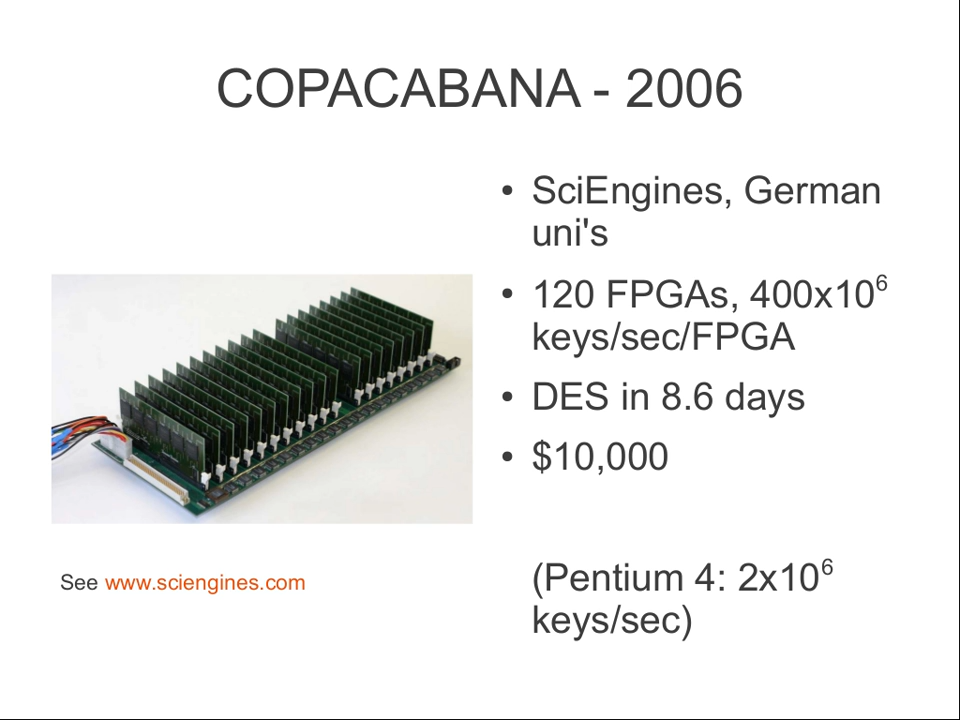 COPACABANA - 2006
• SciEngines, German
uni's
• 120 FPGAs, 400x10⁶
keys/sec/FPGA
• DES in 8.6 days
• $10,000
(Pentium 4: 2x10⁶
keys/sec)
See www.sciengines.com